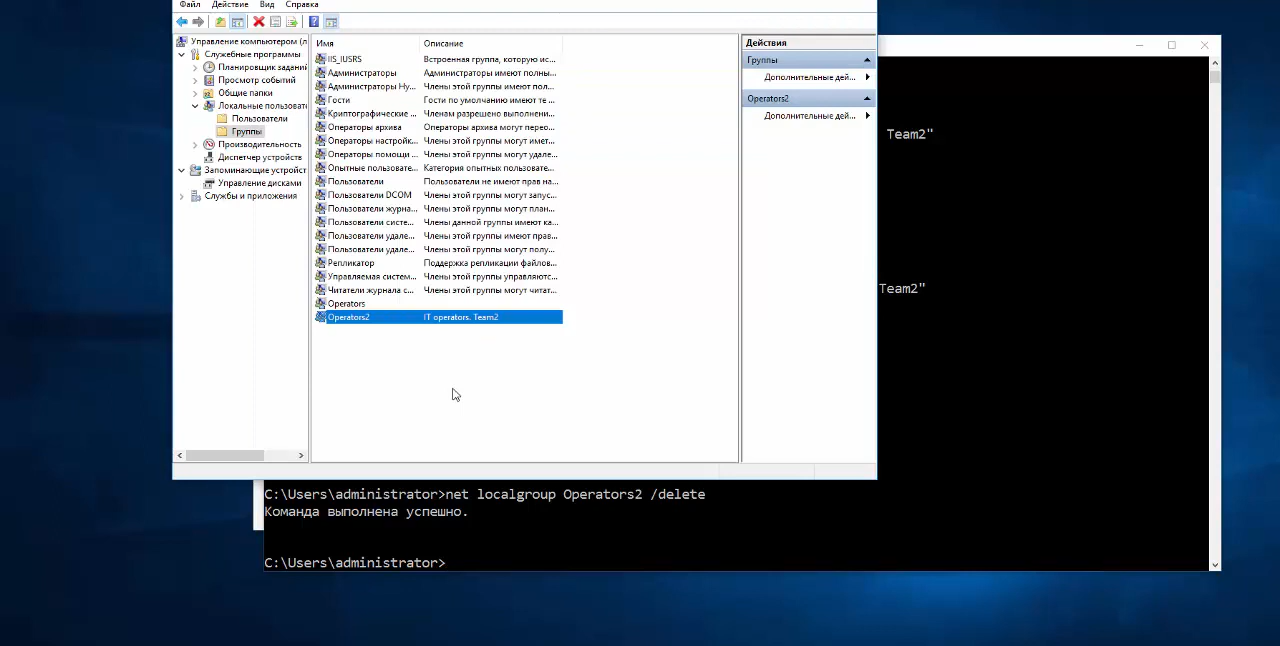 Файл Действие Вид Справка
Управление компьютером (л
Служебные программы
Планировщик заданий
Просмотр событий
Общие папки
Локальные пользоват
Пользователи
Группы
Производительность
Диспетчер устройств
Запоминающие устройст
Управление дисками
Службы и приложения
Имя Описание
IIS_IUSRS Встроенная группа, которую ис...
Администраторы Администраторы имеют полны...
Администраторы Hy... Члены этой группы имеют пол...
Гости Гости по умолчанию имеют те ...
Криптографические ... Членам разрешено выполнени...
Операторы архива Операторы архива могут перео...
Операторы настройк... Члены этой группы могут имет...
Операторы помощи ... Члены этой группы могут удале...
Опытные пользовате... Категория опытных пользовате...
Пользователи Пользователи не имеют прав на...
Пользователи DCOM Члены этой группы могут запус...
Пользователи журна... Члены этой группы могут план...
Пользователи систе... Члены данной группы имеют ка...
Пользователи удале... Члены этой группы имеют прав...
Пользователи удале... Члены этой группы могут полу...
Репликатор Поддержка репликации файлов...
Управляемая систем... Члены этой группы управляютс...
Читатели журнала с... Члены этой группы могут читат...
Operators
Operators2 IT operators. Team2
Действия
Группы
Дополнительные дей...
Operators2
Дополнительные дей...
Team2"
Team2"
C:\Users\administrator>net localgroup Operators2 /delete
Команда выполнена успешно.
C:\Users\administrator>